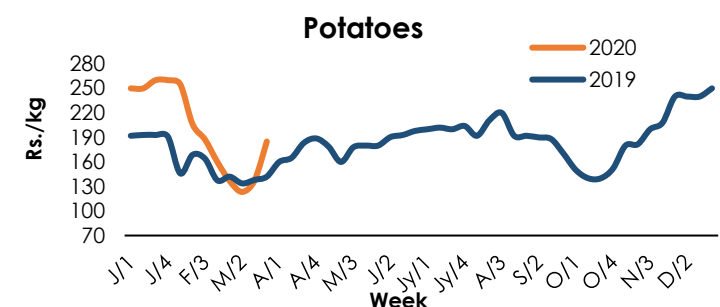 Potatoes
2020
2019
Rs./kg
280
250
220
190
160
130
100
70
J/1
J/4
F/3
M/2
A/1
A/4
M/3
J/2
Jy/1
Jy/4
A/3
S/2
O/1
O/4
N/3
D/2
Week